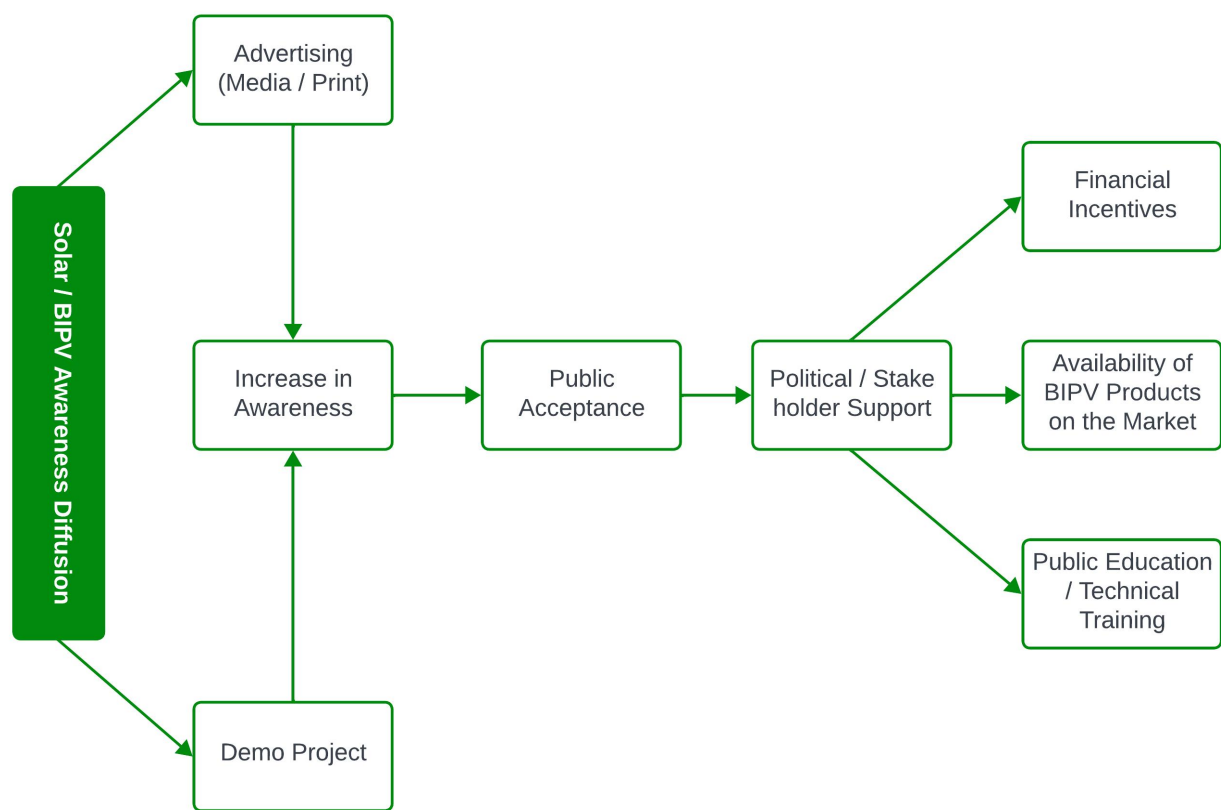 Solar / BIPV Awareness Diffusion
Advertising
(Media / Print)
Increase in
Awareness
Demo Project
Public
Acceptance
Political / Stake
holder Support
Financial
Incentives
Availability of
BIPV Products
on the Market
Public Education
/ Technical
Training